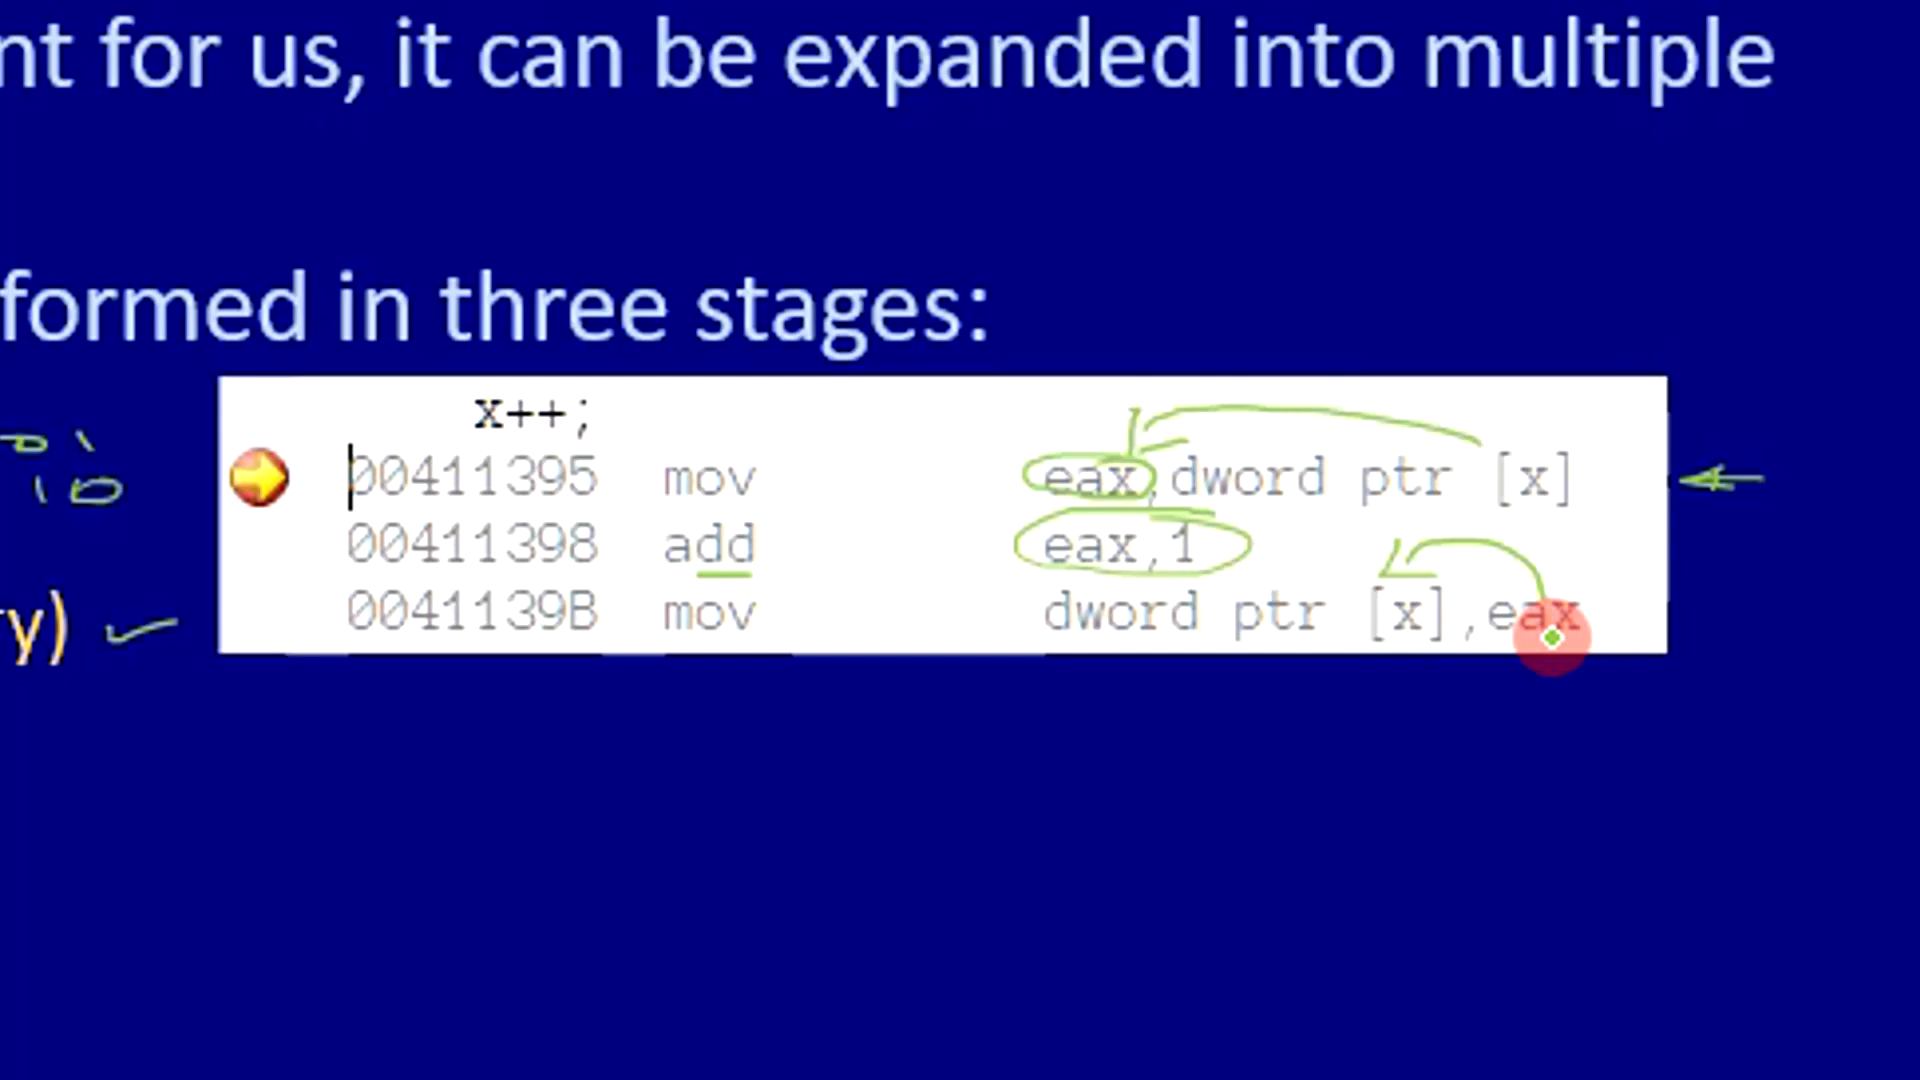 nt for us, it can be expanded into multiple
formed in three stages:
x++;
00411395 mov eax,dword ptr [x]
00411398 add eax,1
0041139B mov dword ptr [x],eax
y)